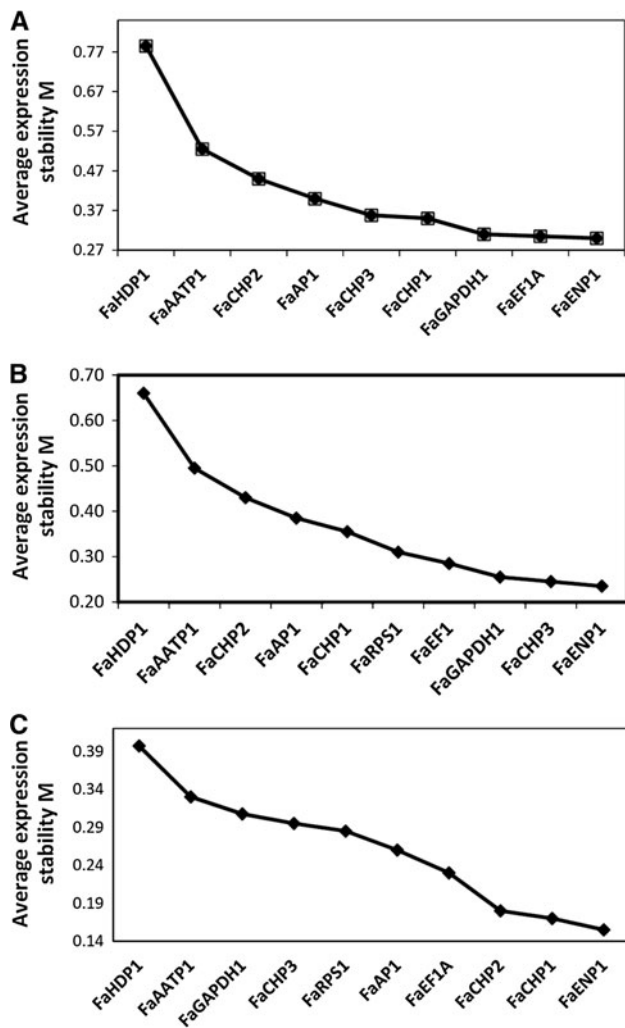 A
Average expression
stability M
0.77
0.67
0.57
0.47
0.37
0.27
FaHDP1
FaAATP1
FaCHP2
FaAP1
FaCHP3
FaCHP1
FaGAPDH1
FaEF1A
FaENP1
B
Average expression
stability M
0.70
0.60
0.50
0.40
0.30
0.20
FaHDP1
FaAATP1
FaCHP2
FaAP1
FaCHP1
FaRPS1
FaEF1
FaGAPDH1
FaCHP3
FaENP1
C
Average expression
stability M
0.39
0.34
0.29
0.24
0.19
0.14
FaHDP1
FaAATP1
FaGAPDH1
FaCHP3
FaRPS1
FaAP1
FaEF1A
FaCHP2
FaCHP1
FaENP1